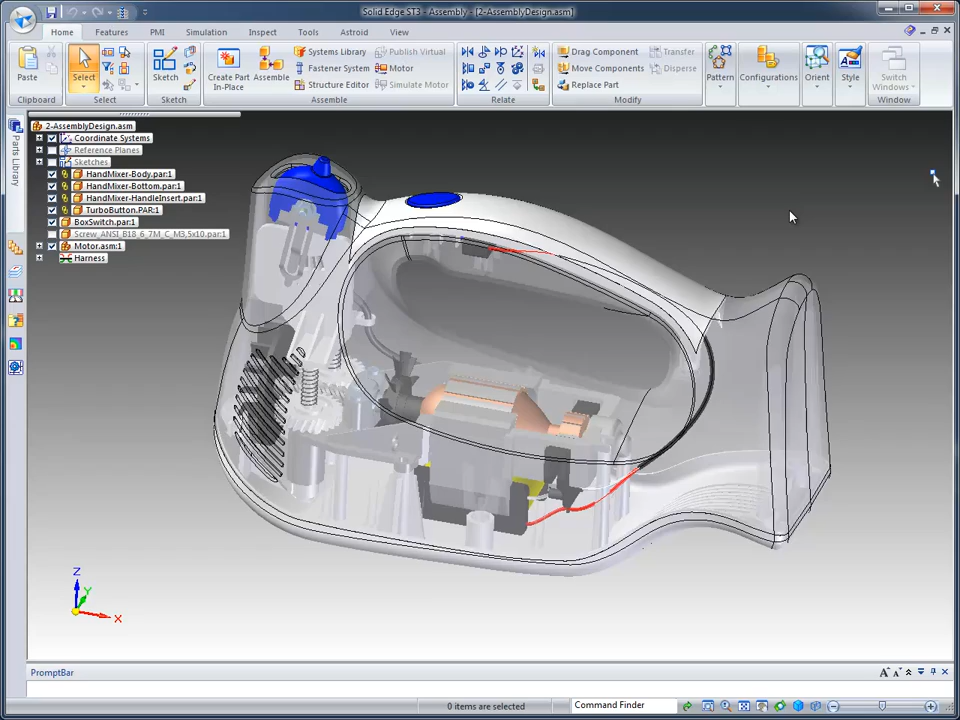 Solid Edge ST3 - Assembly - [2-AssemblyDesign.asm]
Home Features PMI Simulation Inspect Tools Astroid View
Paste
Clipboard
Select
Select
Sketch
Sketch
Create Part In-Place
Assemble
Systems Library
Fastener System
Structure Editor
Publish Virtual
Motor
Simulate Motor
Assemble
Relate
Drag Component
Move Components
Replace Part
Transfer
Disperse
Modify
Pattern
Configurations
Orient
Style
Switch Windows
Window
Parts Library
2-AssemblyDesign.asm
Coordinate Systems
Reference Planes
Sketches
HandMixer-Body.par:1
HandMixer-Bottom.par:1
HandMixer-HandleInsert.par:1
TurboButton.PAR:1
BoxSwitch.par:1
Screw_ANSI_B18_6_7M_C_M3,5x10.par:1
Motor.asm:1
Harness
Z
Y
X
PromptBar
0 items are selected
Command Finder